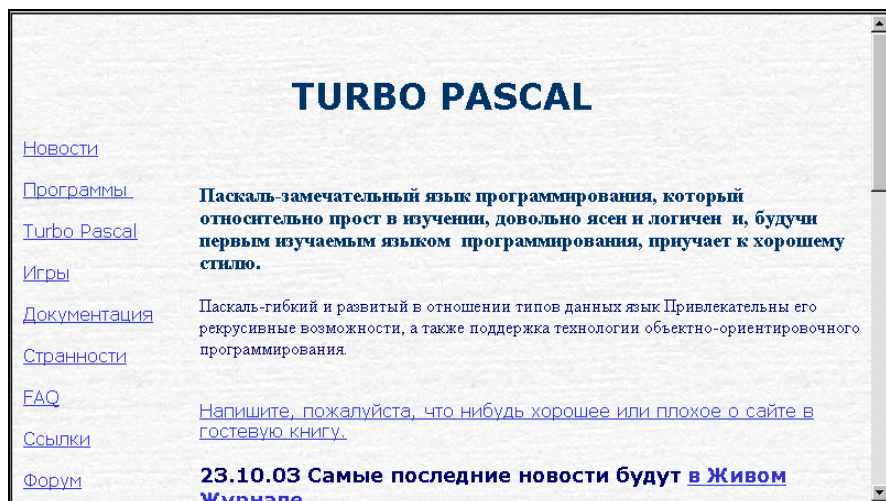 TURBO PASCAL
Новости
Программы
Turbo Pascal
Игры
Документация
Странности
FAQ
Ссылки
Форум
Паскаль-замечательный язык программирования, который
относительно прост в изучении, довольно ясен и логичен и, будучи
первым изучаемым языком программирования, приучает к хорошему
стилю.
Паскаль-гибкий и развитый в отношении типов данных язык Привлекательны его
рекрусивные возможности, а также поддержка технологии объектно-ориентировочного
программирования.
Напишите, пожалуйста, что нибудь хорошее или плохое о сайте в
гостевую книгу.
23.10.03 Самые последние новости будут в Живом
Журнале